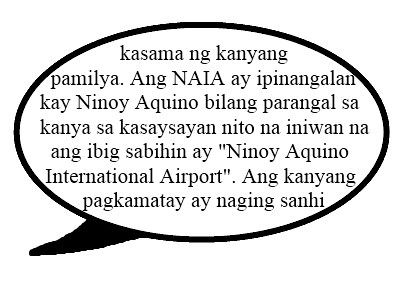 kasama ng kanyang
pamilya. Ang NAIA ay ipinangalan
kay Ninoy Aquino bilang parangal sa
kanya sa kasaysayan nito na iniwan na
ang ibig sabihin ay "Ninoy Aquino
International Airport". Ang kanyang
pagkamatay ay naging sanhi